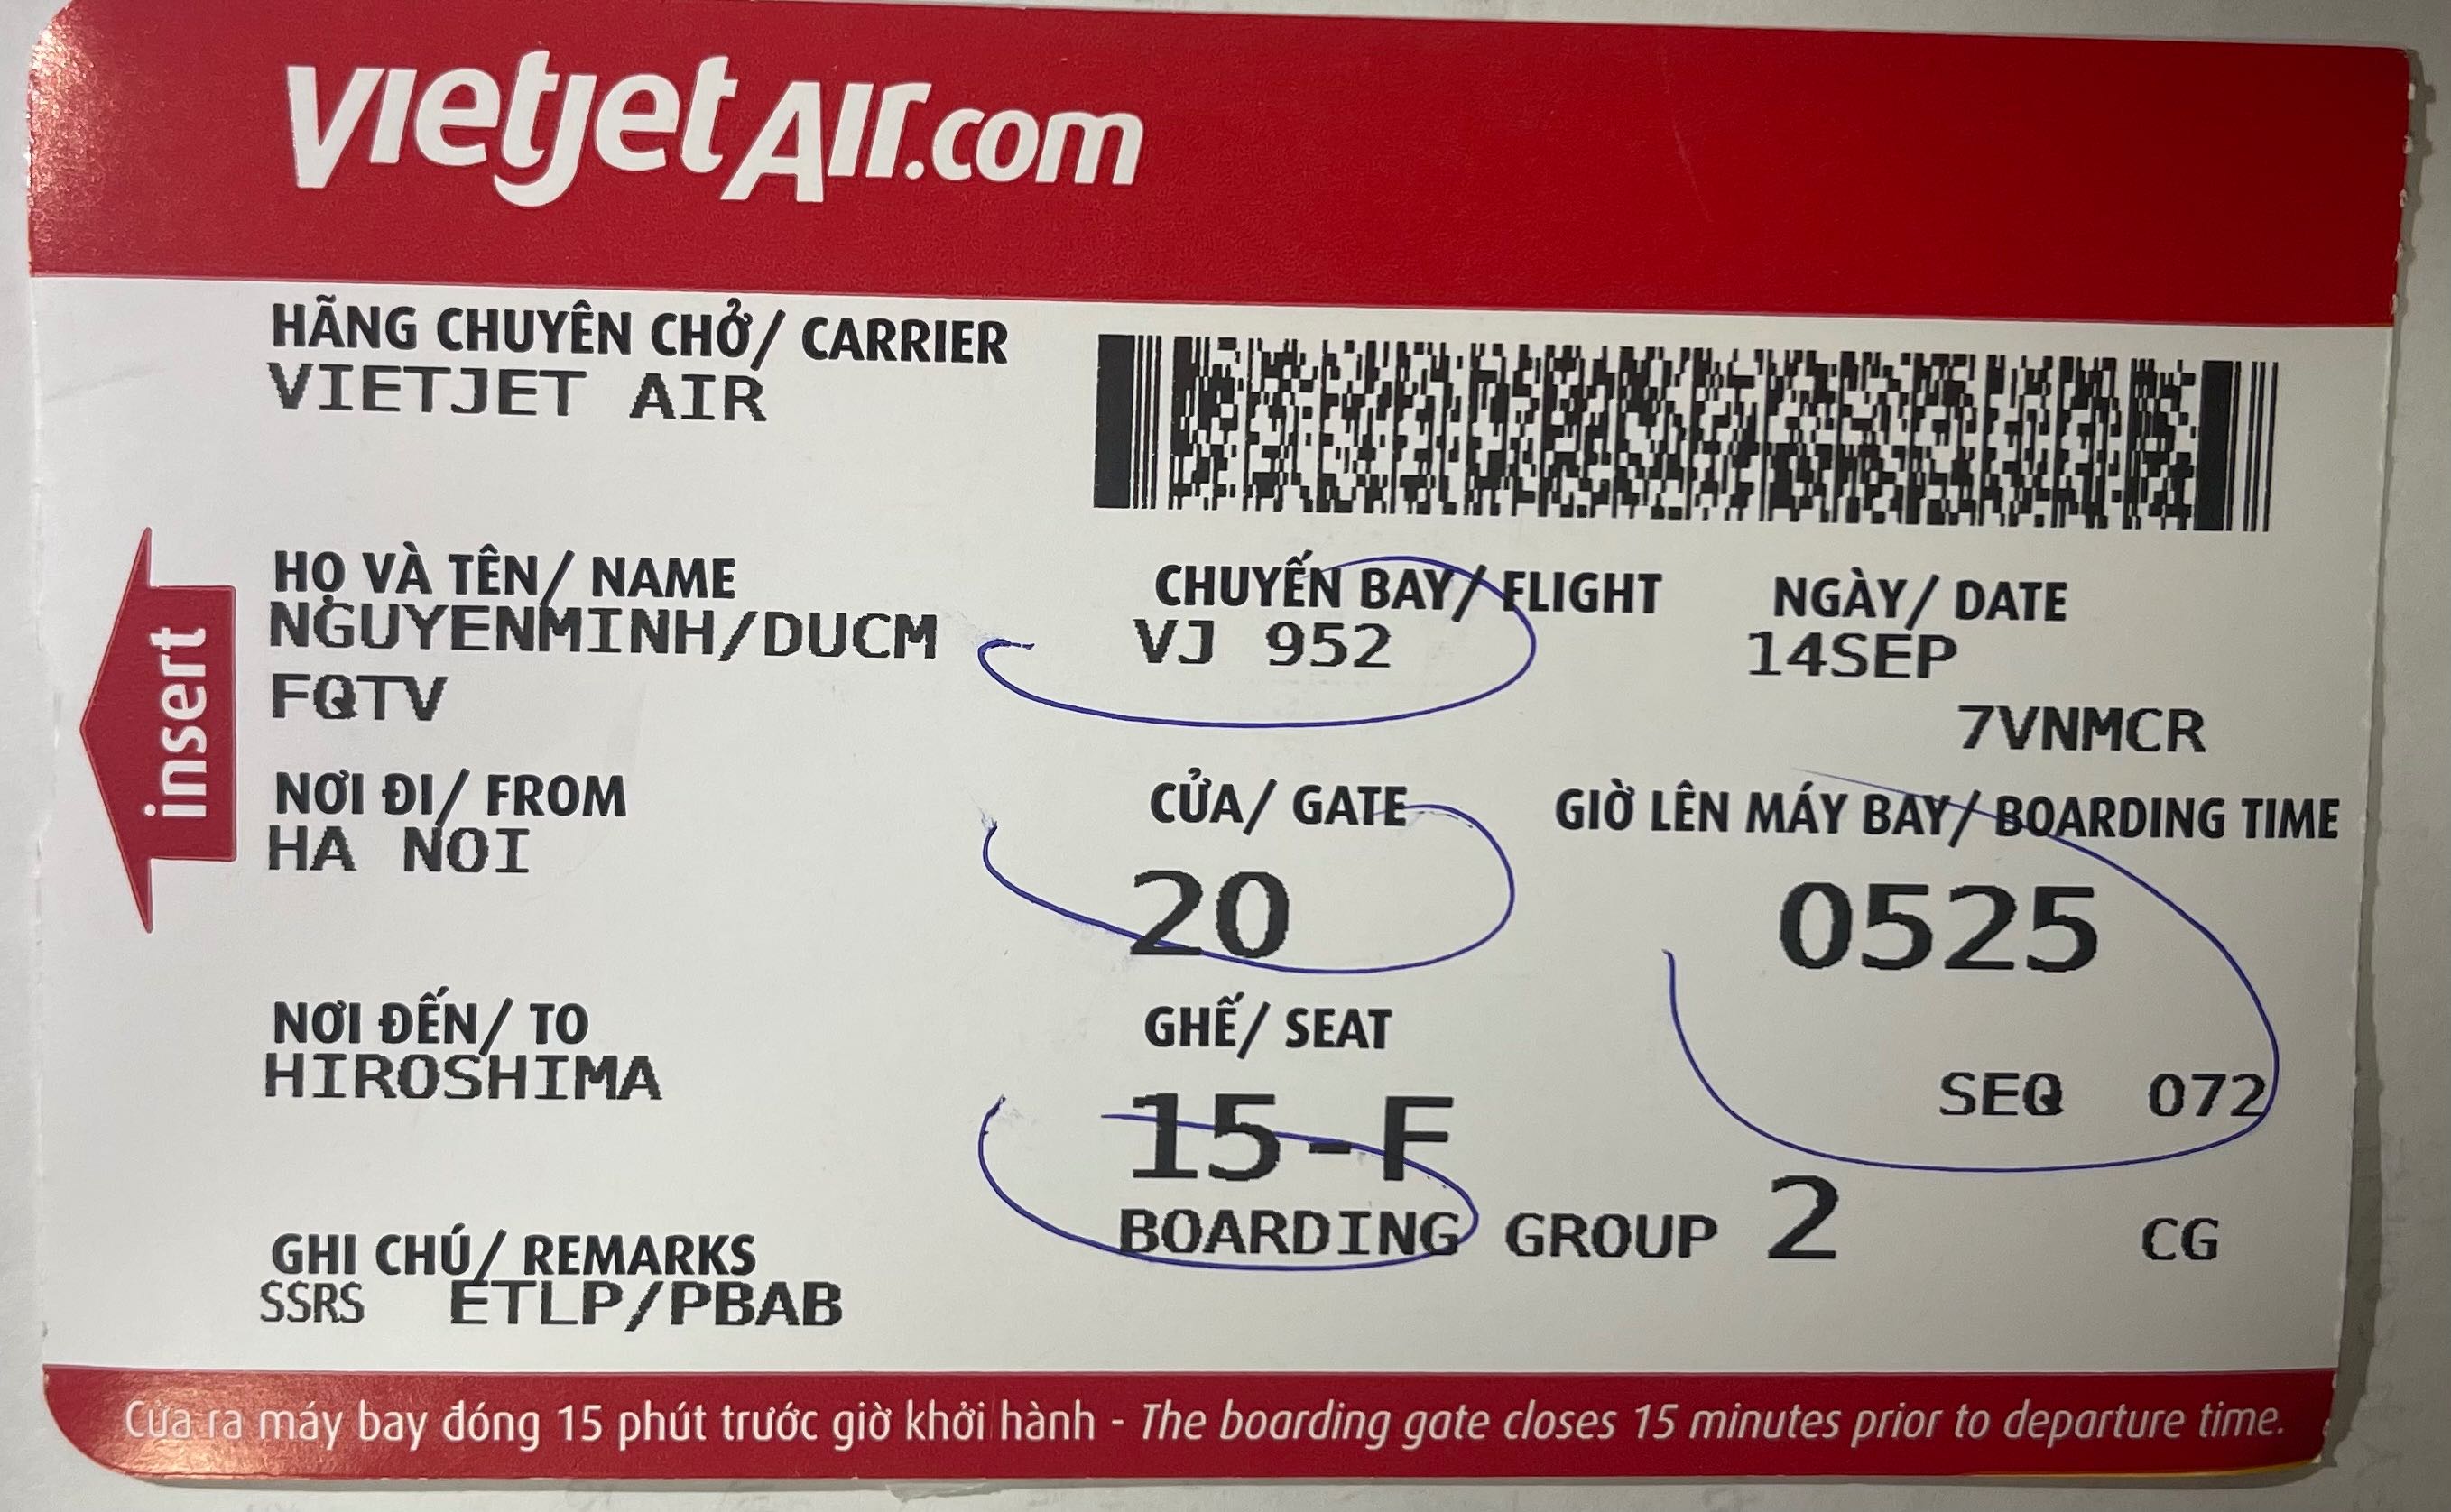 vietjetAir.com
HÃNG CHUYÊN CHỞ/ CARRIER
VIETJET AIR
HỌ VÀ TÊN/ NAME
NGUYENMINH/DUCM
FQTV
CHUYẾN BAY/ FLIGHT
VJ 952
NGÀY/ DATE
14SEP
7VNMCR
insert
NƠI ĐI/ FROM
HA NOI
CỬA/ GATE
20
GIỜ LÊN MÁY BAY/ BOARDING TIME
0525
NƠI ĐẾN/ TO
HIROSHIMA
GHẾ/ SEAT
15-F
SEQ 072
BOARDING GROUP 2 CG
GHI CHÚ/ REMARKS
SSRS ETLP/PBAB
Cửa ra máy bay đóng 15 phút trước giờ khởi hành - The boarding gate closes 15 minutes prior to departure time.